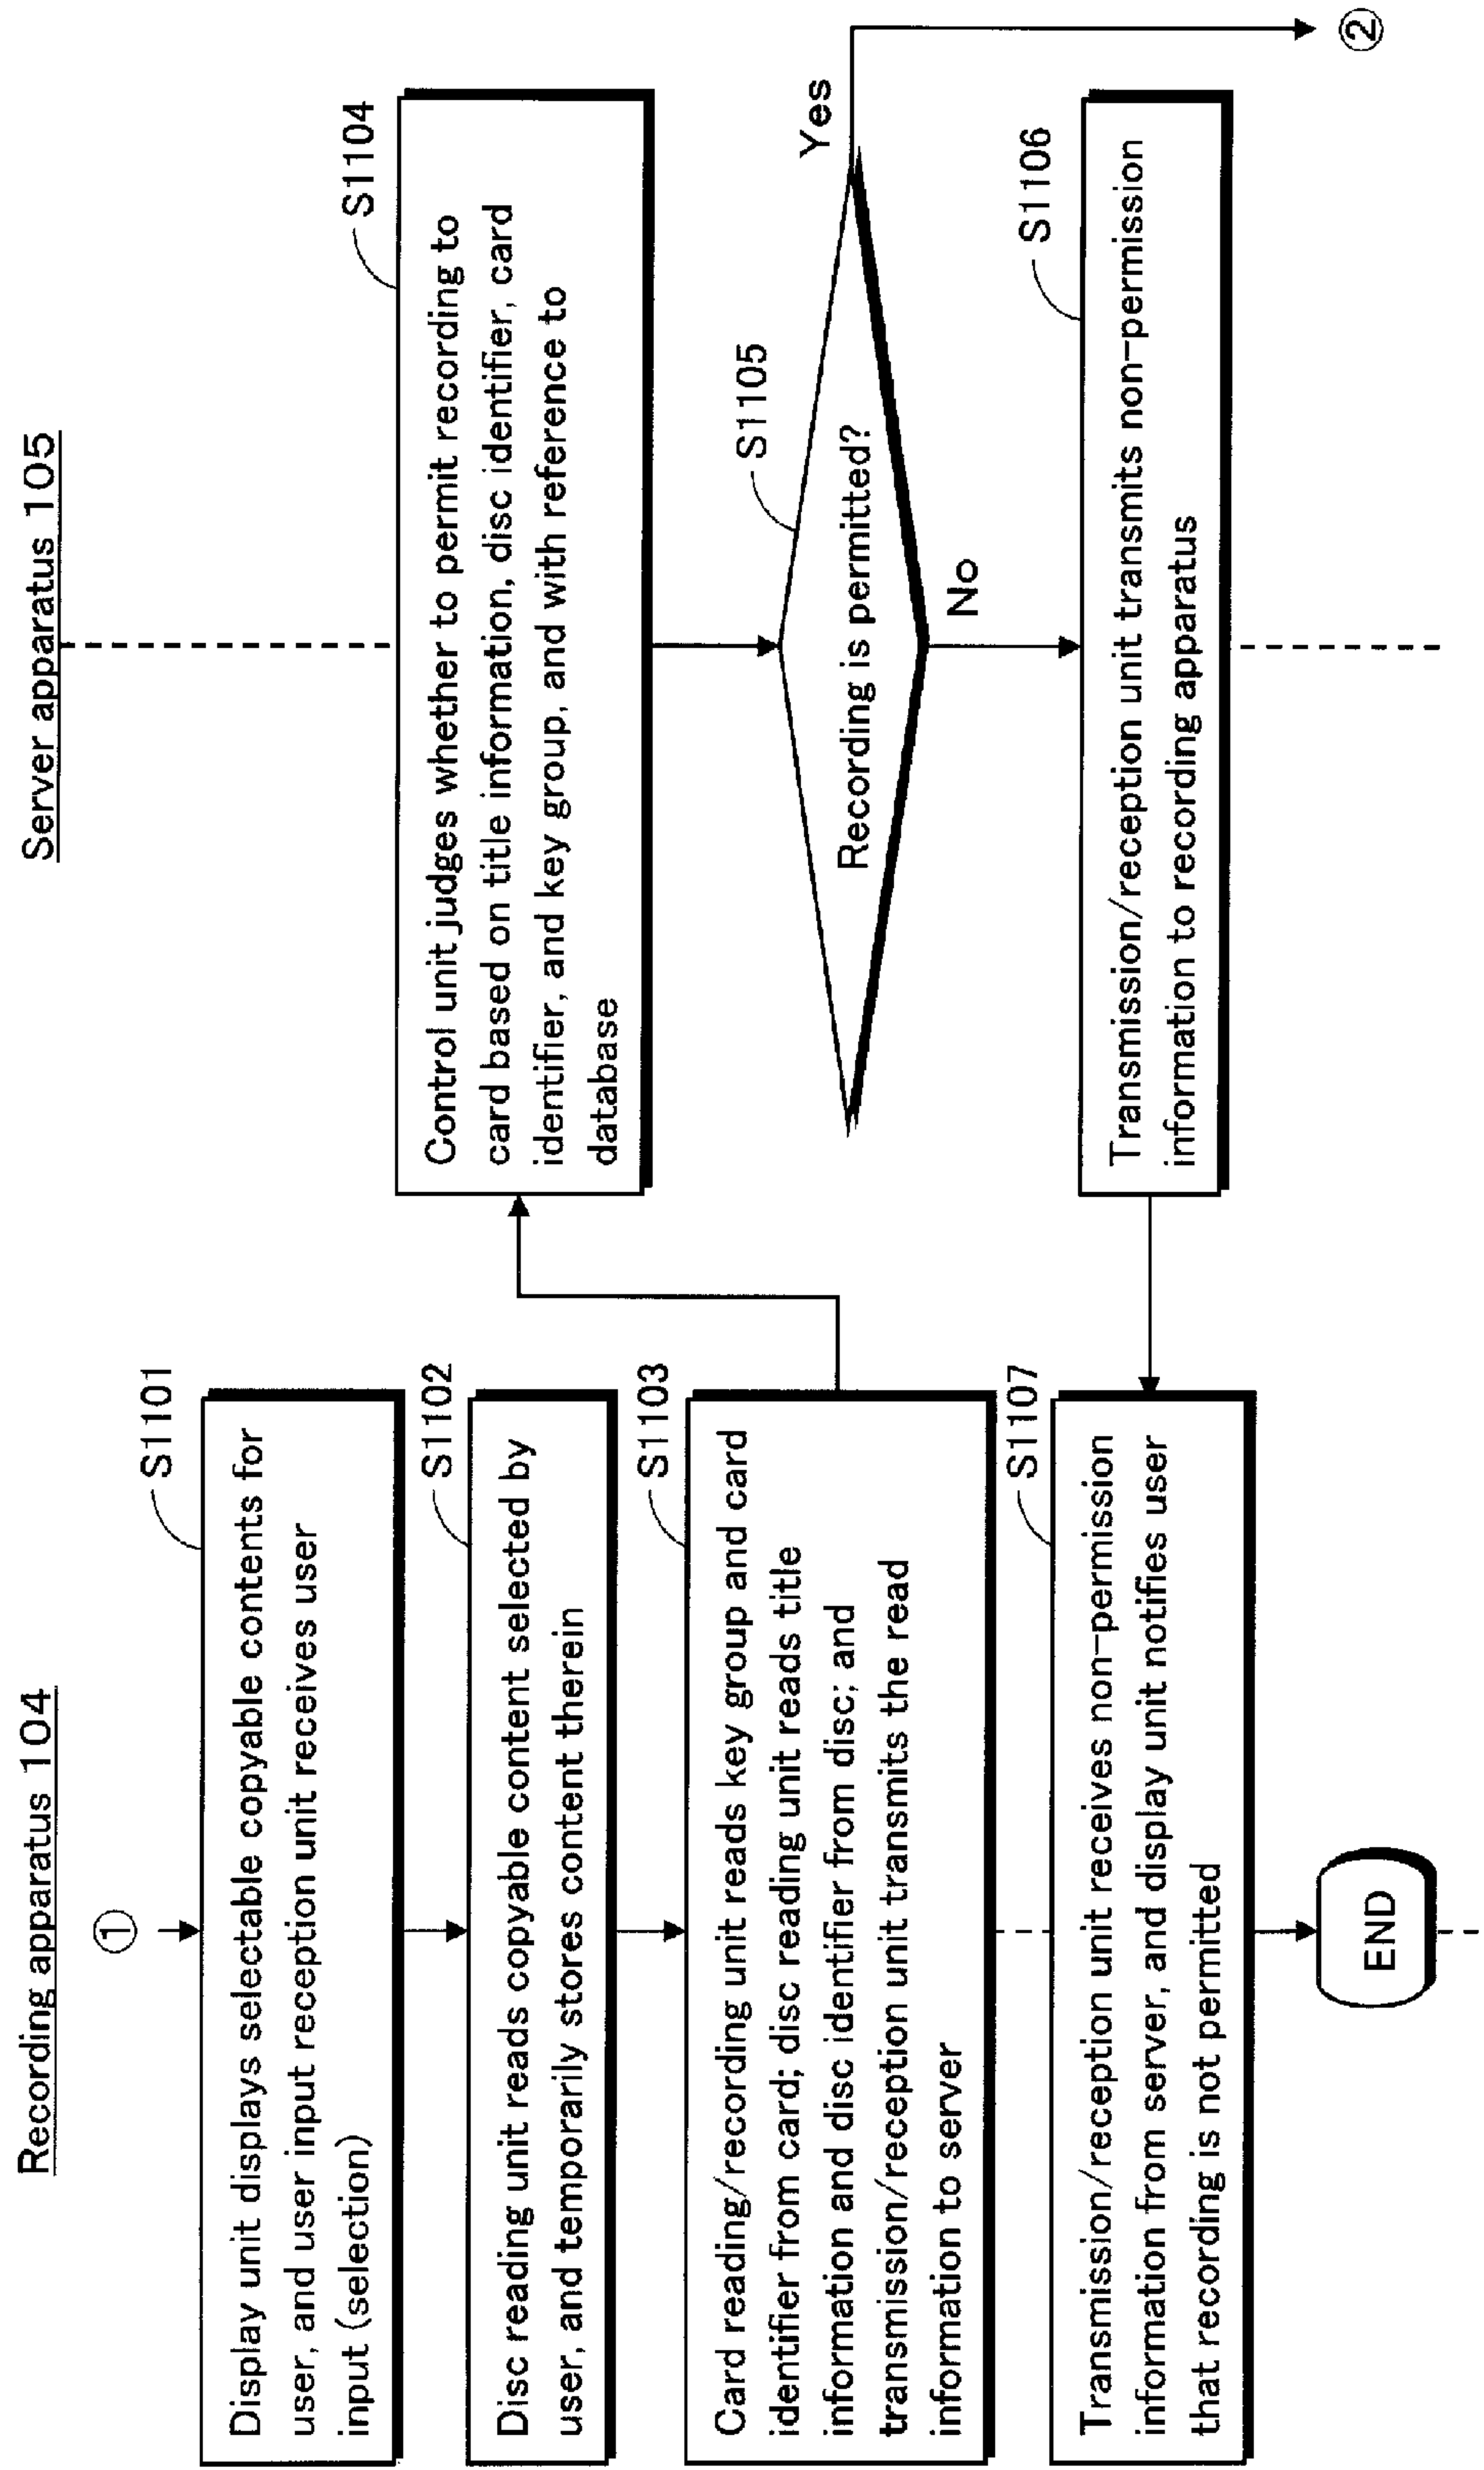 Recording apparatus 104
Server apparatus 105
①
S1101
Display unit displays selectable copyable contents for
user, and user input reception unit receives user
input (selection)
S1102
Disc reading unit reads copyable content selected by
user, and temporarily stores content therein
S1103
Card reading/recording unit reads key group and card
identifier from card; disc reading unit reads title
information and disc identifier from disc; and
transmission/reception unit transmits the read
information to server
S1104
Control unit judges whether to permit recording to
card based on title information, disc identifier, card
identifier, and key group, and with reference to
database
S1105
Recording is permitted?
Yes
②
No
S1106
Transmission/reception unit transmits non-permission
information to recording apparatus
S1107
Transmission/reception unit receives non-permission
information from server, and display unit notifies user
that recording is not permitted
END